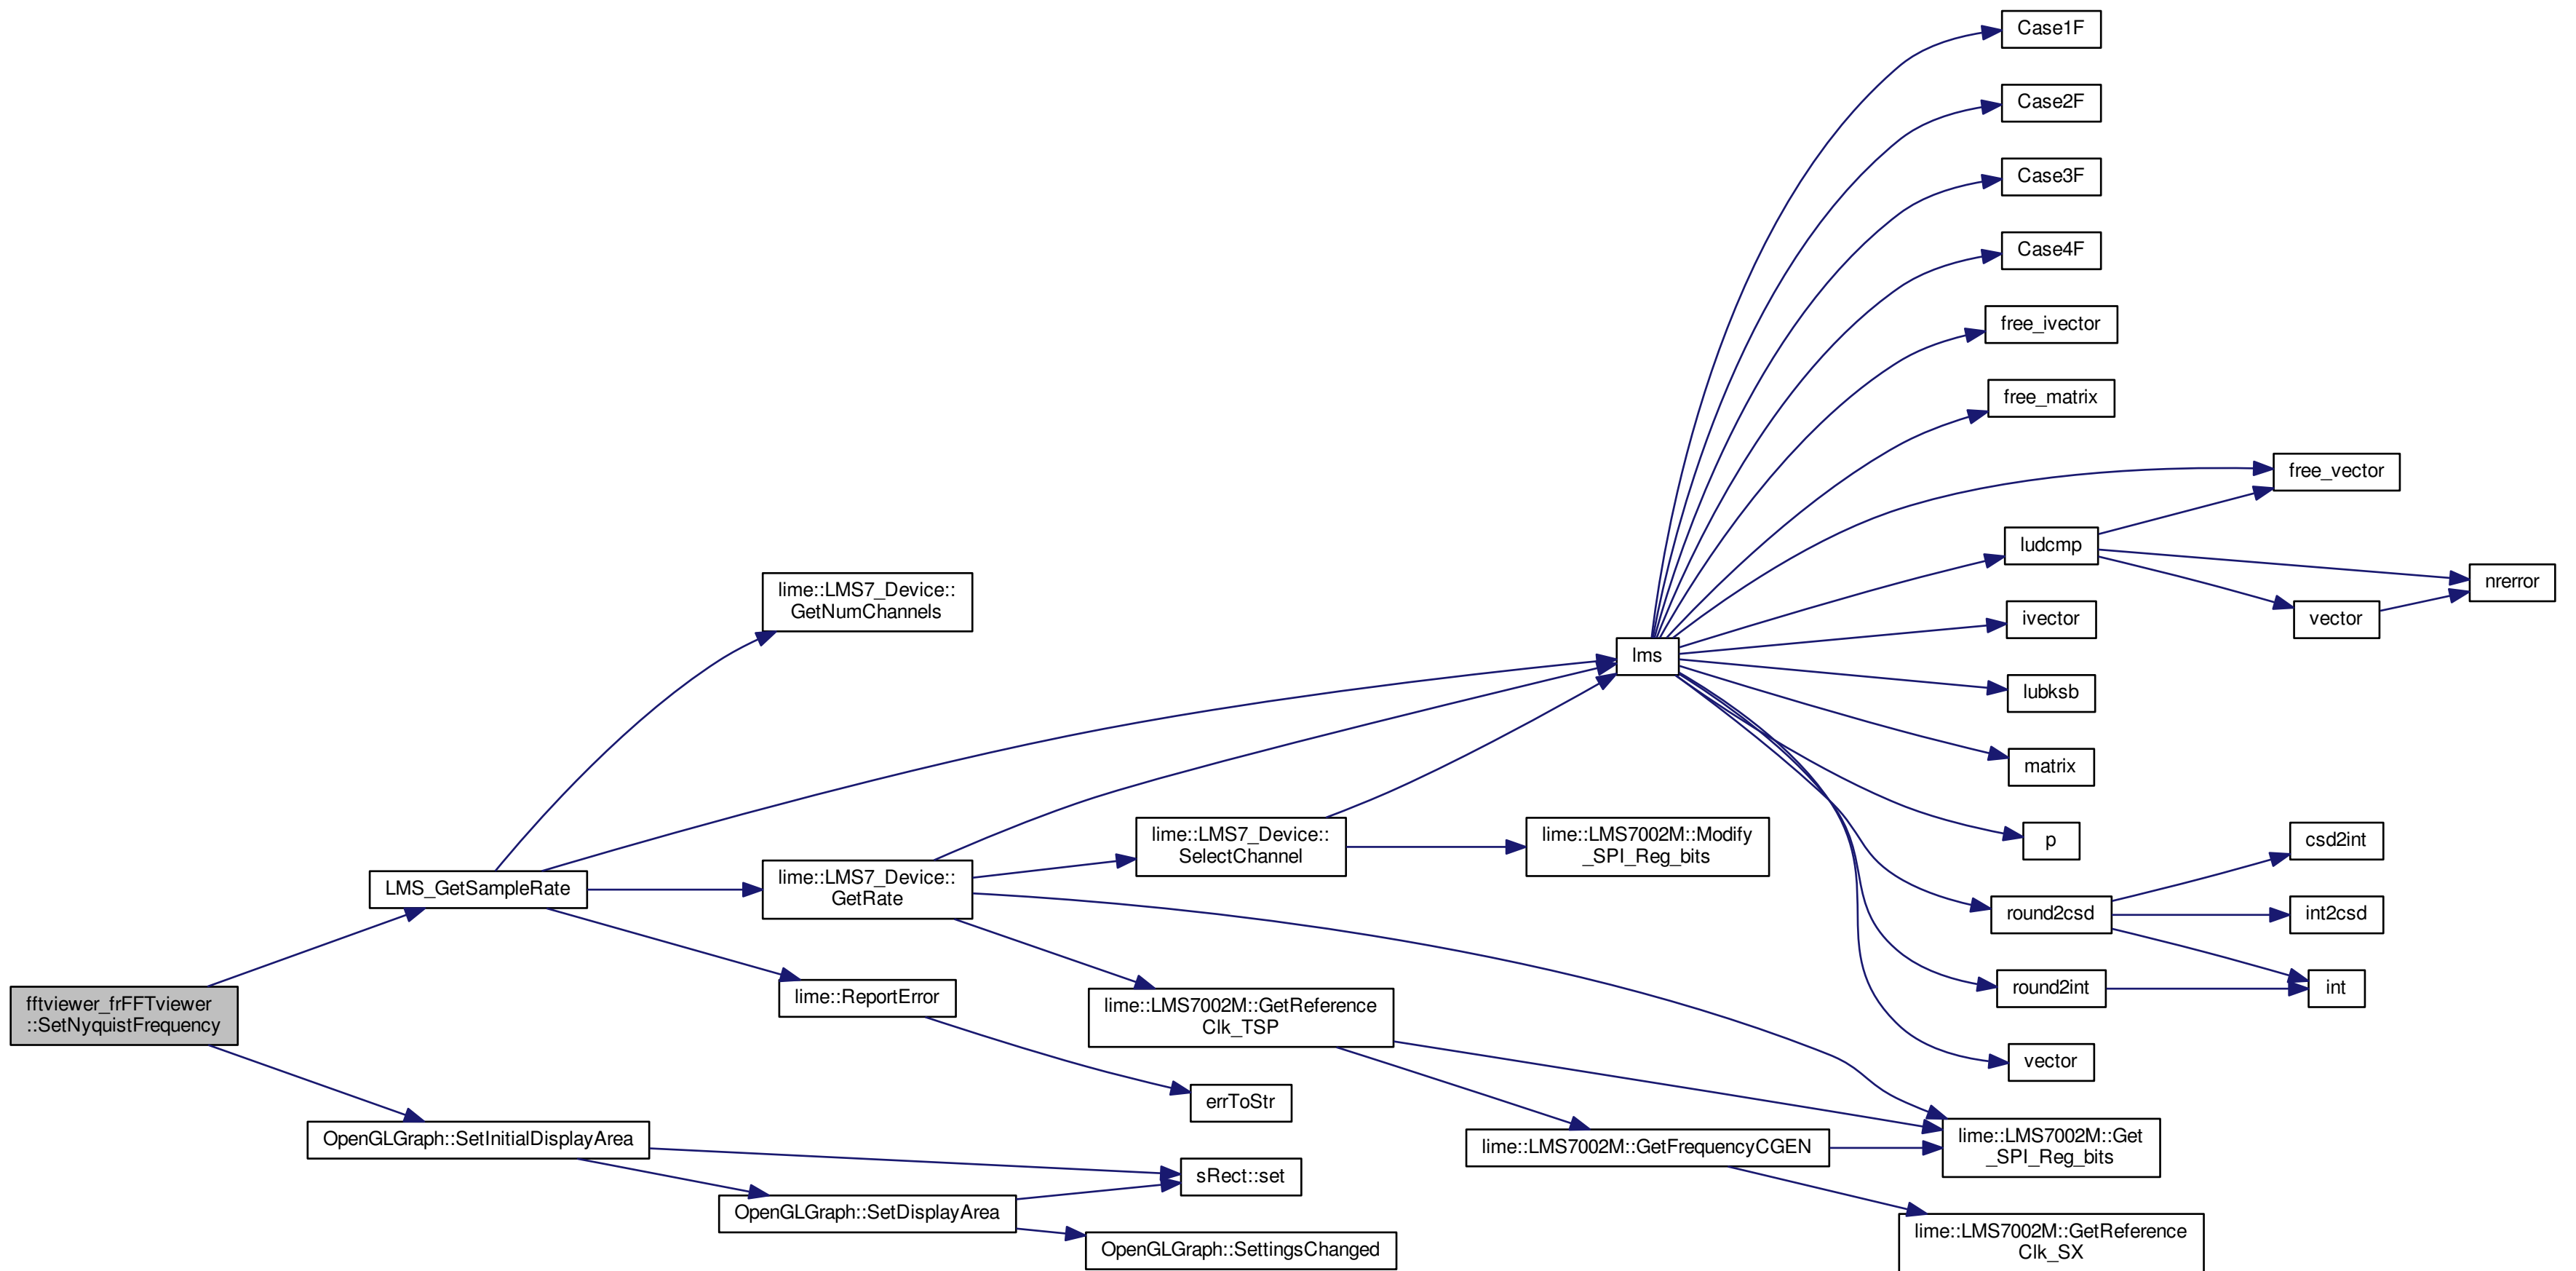 Case1F
Case2F
Case3F
Case4F
free_ivector
free_matrix
free_vector
ludcmp
nrerror
lime::LMS7_Device::
GetNumChannels
ivector
vector
lms
lubksb
matrix
lime::LMS7_Device::
SelectChannel
lime::LMS7002M::Modify
_SPI_Reg_bits
p
csd2int
LMS_GetSampleRate
lime::LMS7_Device::
GetRate
round2csd
int2csd
fftviewer_frFFTviewer
::SetNyquistFrequency
lime::ReportError
lime::LMS7002M::GetReference
Clk_TSP
round2int
int
vector
errToStr
OpenGLGraph::SetInitialDisplayArea
lime::LMS7002M::GetFrequencyCGEN
lime::LMS7002M::Get
_SPI_Reg_bits
sRect::set
OpenGLGraph::SetDisplayArea
OpenGLGraph::SettingsChanged
lime::LMS7002M::GetReference
Clk_SX